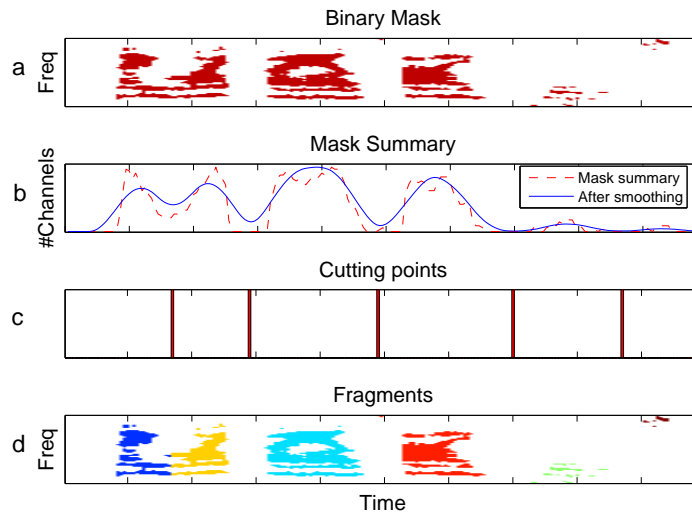 Binary Mask
a
Freq
Mask Summary
b
#Channels
Mask summary
After smoothing
Cutting points
c
Fragments
d
Freq
Time